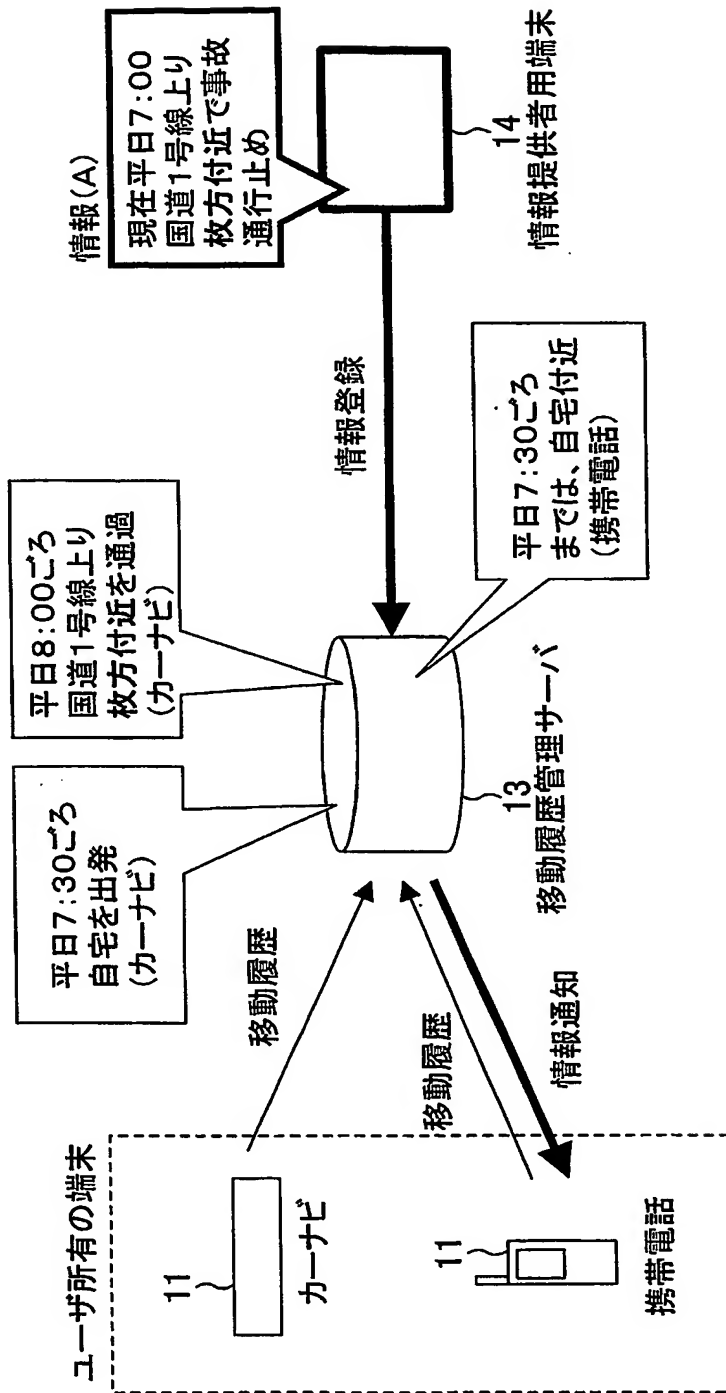 ユーザ所有の端末
11
カーナビ
11
携帯電話
移動履歴
移動履歴
情報通知
平日7:30ごろ
自宅を出発
(カーナビ)
平日8:00ごろ
国道1号線上り
枚方付近を通過
(カーナビ)
13
移動履歴管理サーバ
平日7:30ごろ
までは、自宅付近
(携帯電話)
情報登録
情報(A)
現在平日7:00
国道1号線上り
枚方付近で事故
通行止め
14
情報提供者用端末